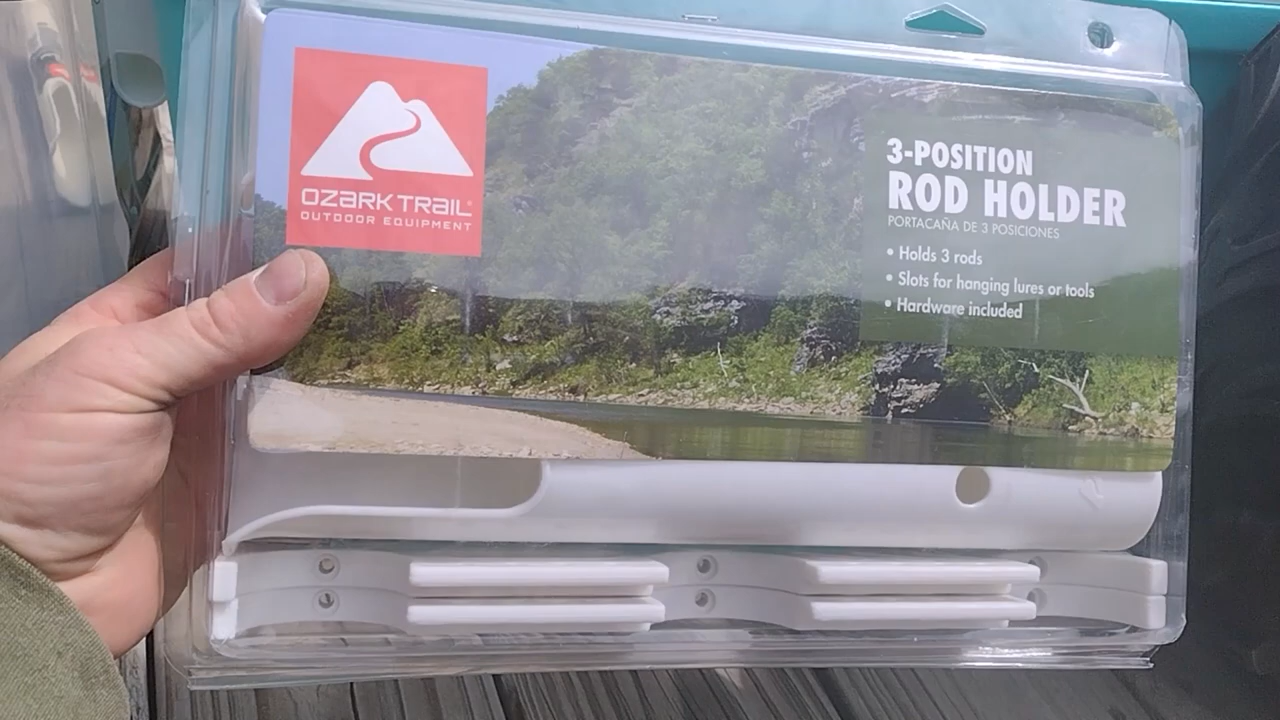 OZARK TRAIL
OUTDOOR EQUIPMENT
3-POSITION
ROD HOLDER
PORTACAÑA DE 3 POSICIONES
• Holds 3 rods
• Slots for hanging lures or tools
• Hardware included